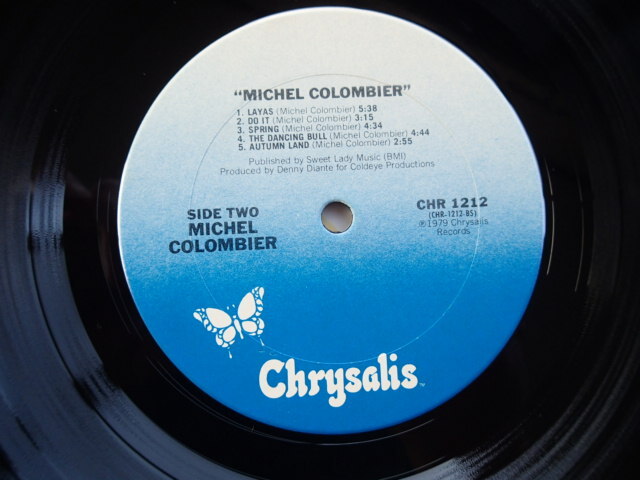 "MICHEL COLOMBIER"
1. LAYAS (Michel Colombier) 5:38
2. DO IT (Michel Colombier) 3:15
3. SPRING (Michel Colombier) 4:34
4. THE DANCING BULL (Michel Colombier) 4:44
5. AUTUMN LAND (Michel Colombier) 2:55
Published by Sweet Lady Music (BMI)
Produced by Denny Diante for Coldeye Productions
SIDE TWO
MICHEL
COLOMBIER
CHR 1212
(CHR-1212-BS)
℗1979 Chrysalis
Records
Chrysalis™